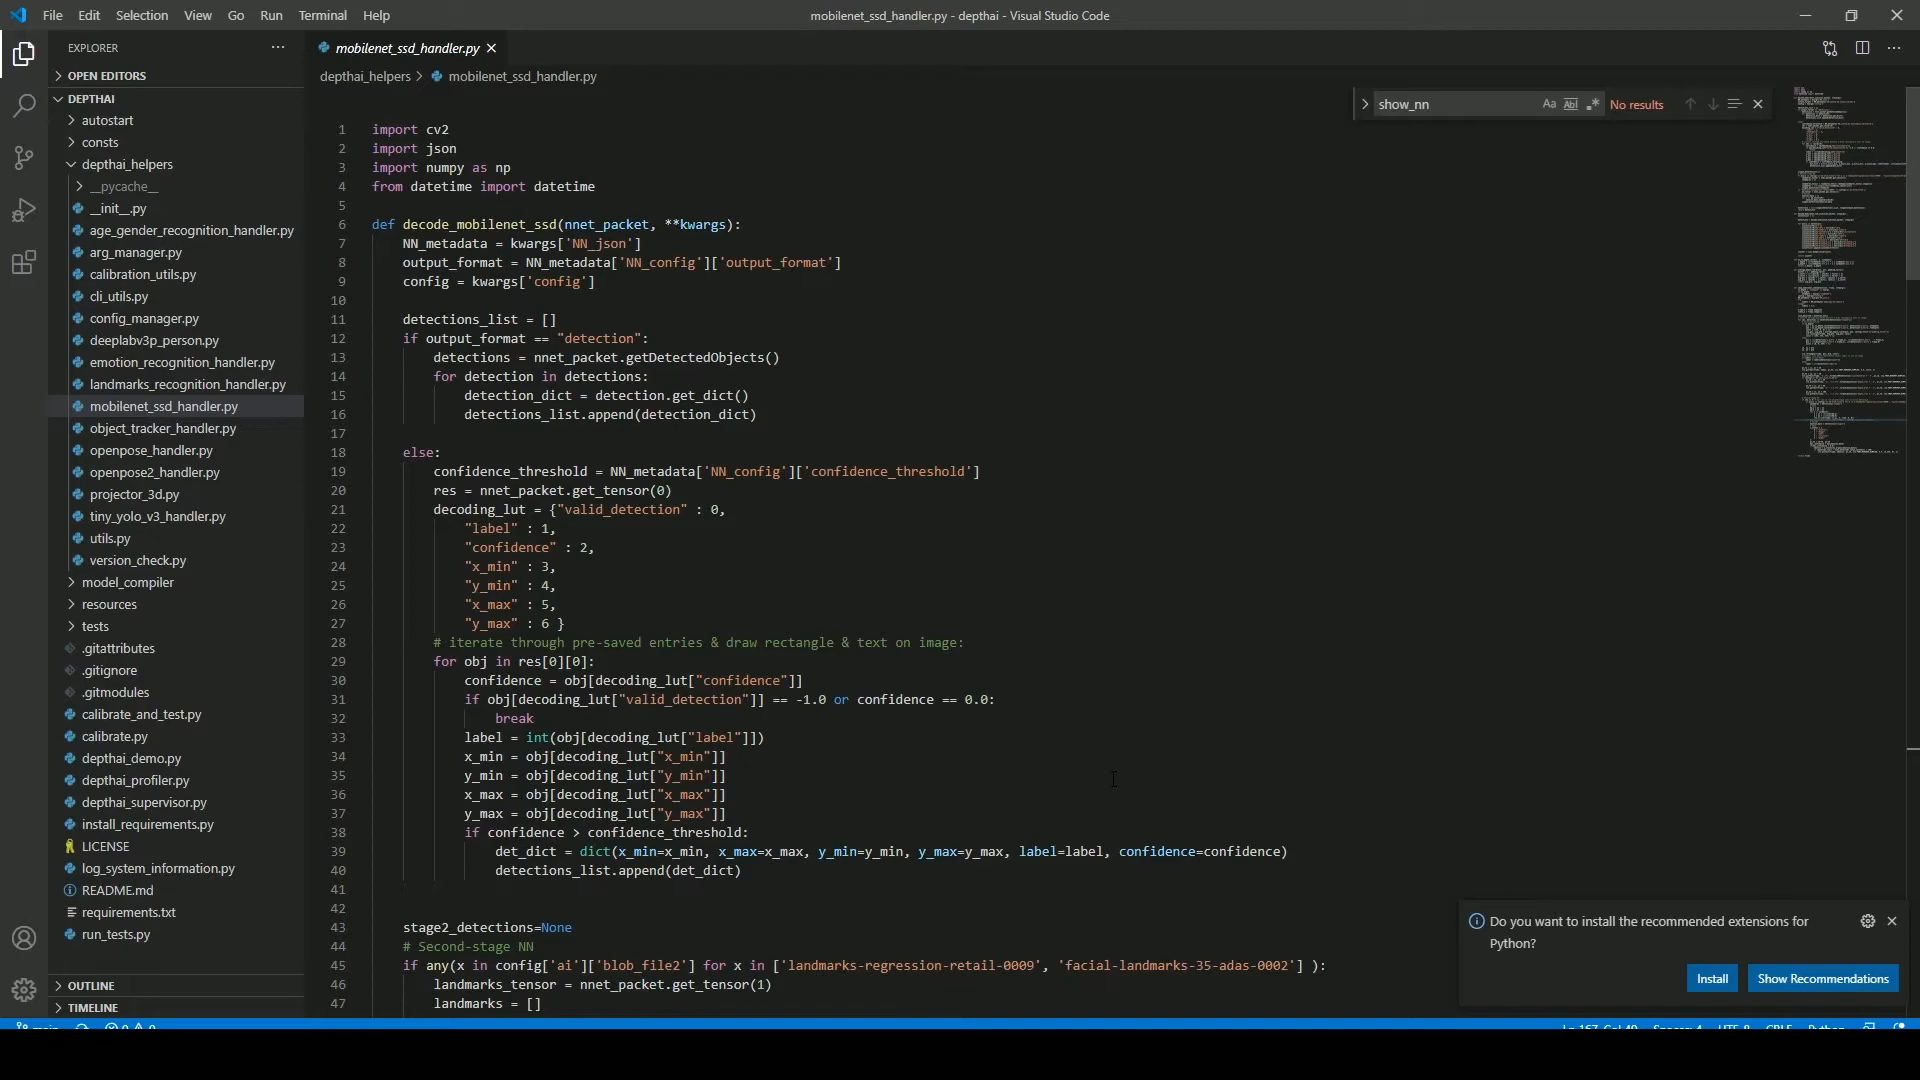 File Edit Selection View Go Run Terminal Help
mobilenet_ssd_handler.py - depthai - Visual Studio Code
EXPLORER
OPEN EDITORS
DEPTHAI
autostart
consts
depthai_helpers
__pycache__
__init__.py
age_gender_recognition_handler.py
arg_manager.py
calibration_utils.py
cli_utils.py
config_manager.py
deeplabv3p_person.py
emotion_recognition_handler.py
landmarks_recognition_handler.py
mobilenet_ssd_handler.py
object_tracker_handler.py
openpose_handler.py
openpose2_handler.py
projector_3d.py
tiny_yolo_v3_handler.py
utils.py
version_check.py
model_compiler
resources
tests
.gitattributes
.gitignore
.gitmodules
calibrate_and_test.py
calibrate.py
depthai_demo.py
depthai_profiler.py
depthai_supervisor.py
install_requirements.py
LICENSE
log_system_information.py
README.md
requirements.txt
run_tests.py
OUTLINE
TIMELINE
mobilenet_ssd_handler.py
depthai_helpers > mobilenet_ssd_handler.py
show_nn Aa Abl .* No results
1 import cv2
2 import json
3 import numpy as np
4 from datetime import datetime
5
6 def decode_mobilenet_ssd(nnet_packet, **kwargs):
7 NN_metadata = kwargs['NN_json']
8 output_format = NN_metadata['NN_config']['output_format']
9 config = kwargs['config']
10
11 detections_list = []
12 if output_format == "detection":
13 detections = nnet_packet.getDetectedObjects()
14 for detection in detections:
15 detection_dict = detection.get_dict()
16 detections_list.append(detection_dict)
17
18 else:
19 confidence_threshold = NN_metadata['NN_config']['confidence_threshold']
20 res = nnet_packet.get_tensor(0)
21 decoding_lut = {"valid_detection" : 0,
22 "label" : 1,
23 "confidence" : 2,
24 "x_min" : 3,
25 "y_min" : 4,
26 "x_max" : 5,
27 "y_max" : 6 }
28 # iterate through pre-saved entries & draw rectangle & text on image:
29 for obj in res[0][0]:
30 confidence = obj[decoding_lut["confidence"]]
31 if obj[decoding_lut["valid_detection"]] == -1.0 or confidence == 0.0:
32 break
33 label = int(obj[decoding_lut["label"]])
34 x_min = obj[decoding_lut["x_min"]]
35 y_min = obj[decoding_lut["y_min"]]
36 x_max = obj[decoding_lut["x_max"]]
37 y_max = obj[decoding_lut["y_max"]]
38 if confidence > confidence_threshold:
39 det_dict = dict(x_min=x_min, x_max=x_max, y_min=y_min, y_max=y_max, label=label, confidence=confidence)
40 detections_list.append(det_dict)
41
42
43 stage2_detections=None
44 # Second-stage NN
45 if any(x in config['ai']['blob_file2'] for x in ['landmarks-regression-retail-0009', 'facial-landmarks-35-adas-0002'] ):
46 landmarks_tensor = nnet_packet.get_tensor(1)
47 landmarks = []
Do you want to install the recommended extensions for
Python?
Install Show Recommendations